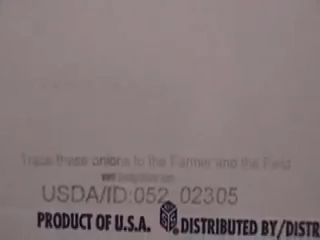 Trace these onions to the Farmer and the Field
USDA/ID:052 02305
PRODUCT OF U.S.A. DISTRIBUTED BY/DISTR